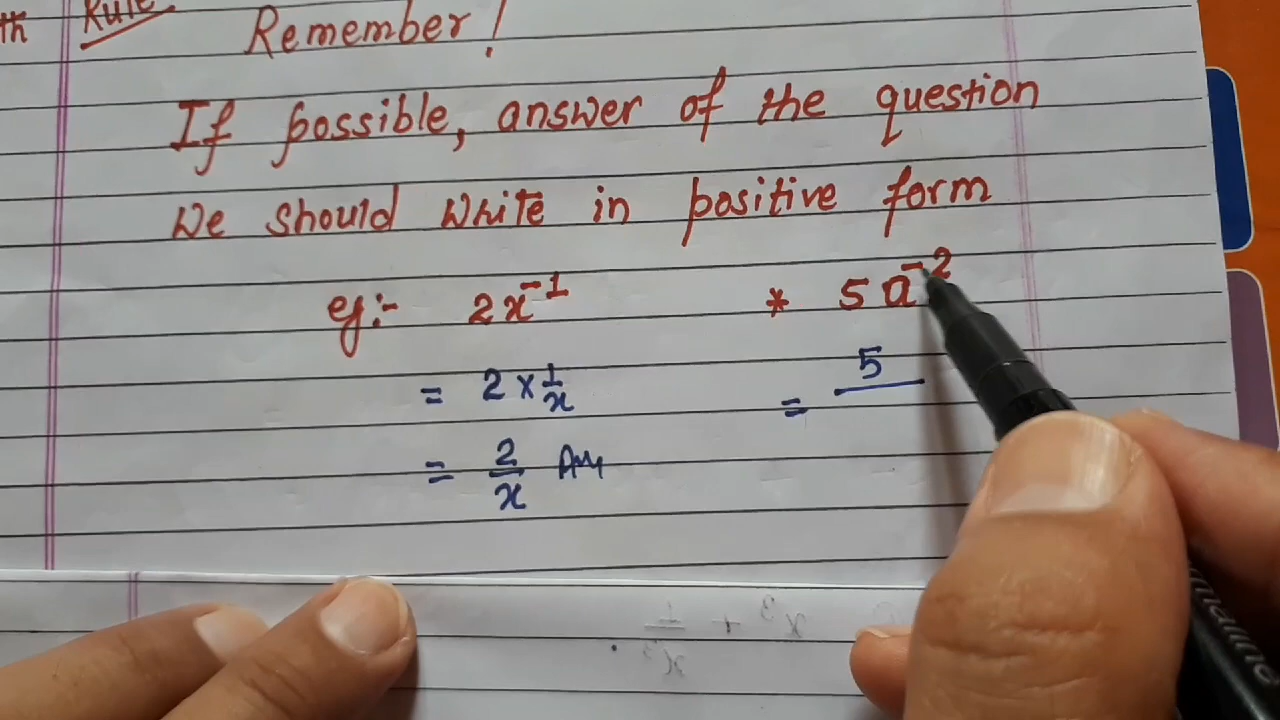 th Rule Remember!
If possible, answer of the question
We should write in positive form
eg:- 2x⁻¹ * 5a⁻²
= 2 × 1/x = 5/
= 2/x Ans